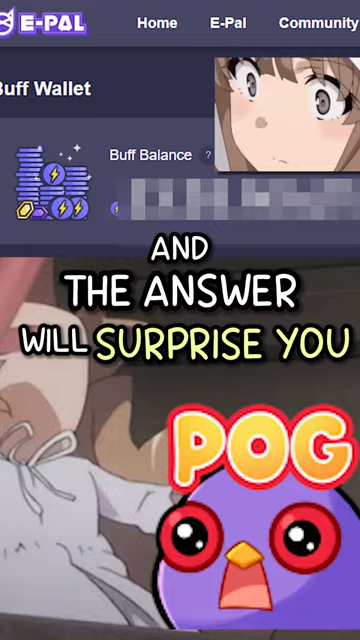 E-PAL
Home E-Pal Community
Buff Wallet
Buff Balance ?
AND
THE ANSWER
WILL SURPRISE YOU
POG